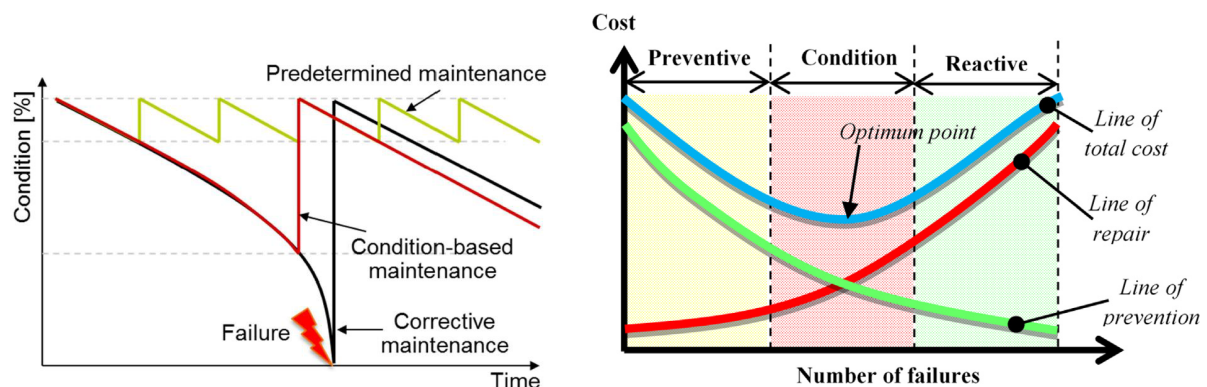 Condition [%]
Predetermined maintenance
Condition-based
maintenance
Failure
Corrective
maintenance
Time
Cost
Preventive
Condition
Reactive
Optimum point
Line of
total cost
Line of
repair
Line of
prevention
Number of failures